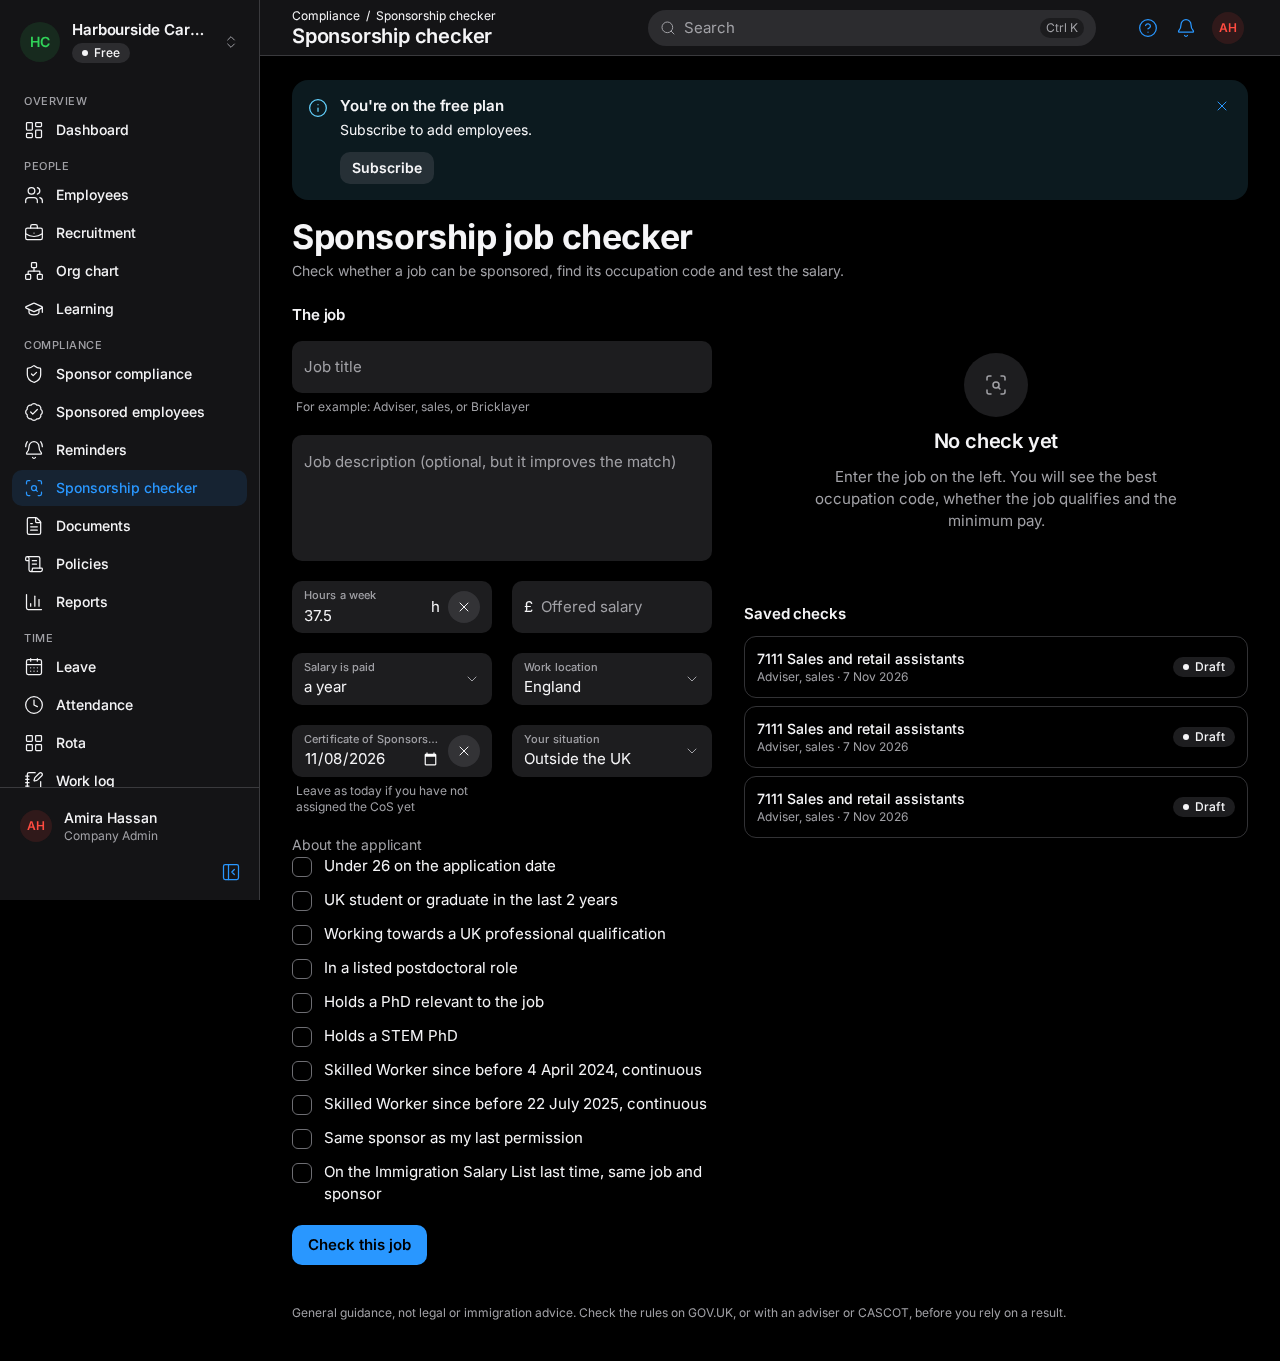 HC
Harbourside Car...
Free
OVERVIEW
Dashboard
PEOPLE
Employees
Recruitment
Org chart
Learning
COMPLIANCE
Sponsor compliance
Sponsored employees
Reminders
Sponsorship checker
Documents
Policies
Reports
TIME
Leave
Attendance
Rota
Work log
AH
Amira Hassan
Company Admin
Compliance / Sponsorship checker
Sponsorship checker
Search
Ctrl K
AH
You're on the free plan
Subscribe to add employees.
Subscribe
Sponsorship job checker
Check whether a job can be sponsored, find its occupation code and test the salary.
The job
Job title
For example: Adviser, sales, or Bricklayer
Job description (optional, but it improves the match)
Hours a week
37.5
h
£ Offered salary
Salary is paid
a year
Work location
England
Certificate of Sponsors...
11/08/2026
Your situation
Outside the UK
Leave as today if you have not
assigned the CoS yet
About the applicant
Under 26 on the application date
UK student or graduate in the last 2 years
Working towards a UK professional qualification
In a listed postdoctoral role
Holds a PhD relevant to the job
Holds a STEM PhD
Skilled Worker since before 4 April 2024, continuous
Skilled Worker since before 22 July 2025, continuous
Same sponsor as my last permission
On the Immigration Salary List last time, same job and
sponsor
Check this job
No check yet
Enter the job on the left. You will see the best
occupation code, whether the job qualifies and the
minimum pay.
Saved checks
7111 Sales and retail assistants
Adviser, sales · 7 Nov 2026
Draft
7111 Sales and retail assistants
Adviser, sales · 7 Nov 2026
Draft
7111 Sales and retail assistants
Adviser, sales · 7 Nov 2026
Draft
General guidance, not legal or immigration advice. Check the rules on GOV.UK, or with an adviser or CASCOT, before you rely on a result.